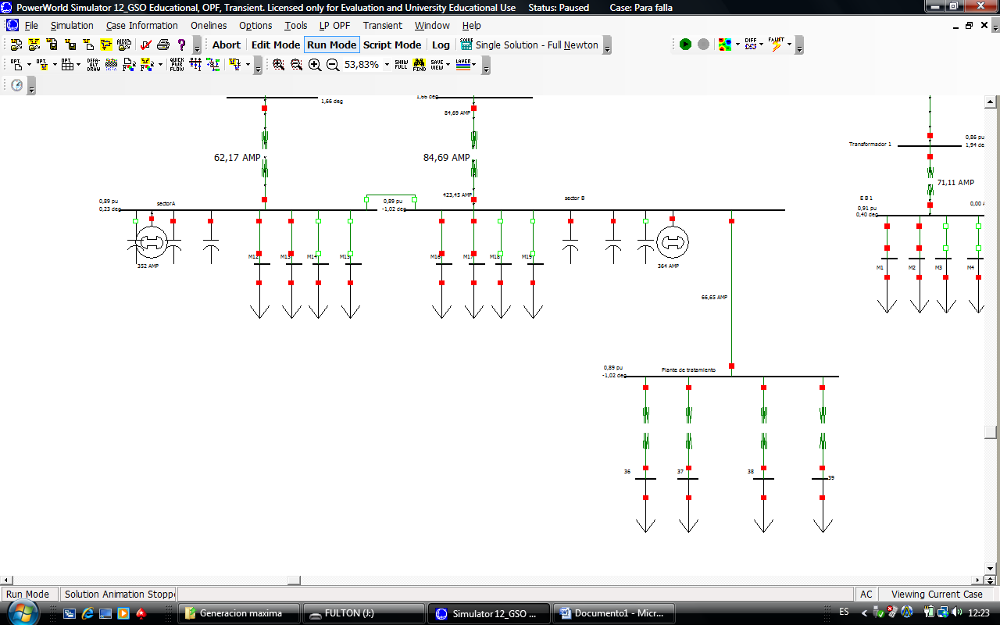 PowerWorld Simulator 12_GSO Educational, OPF, Transient. Licensed only for Evaluation and University Educational Use    Status: Paused    Case: Para falla
File Simulation Case Information Onelines Options Tools LP OPF Transient Window Help
Abort Edit Mode Run Mode Script Mode Log Single Solution - Full Newton
53,83%
1,66 deg
1,66 deg
84,69 AMP
62,17 AMP
84,69 AMP
423,45 AMP
0,89 pu
0,23 deg
sectorA
0,89 pu
-1,02 deg
sector B
352 AMP
M12
M13
M14
M15
M16
M17
M18
M19
364 AMP
66,65 AMP
Transformador 1
0,86 pu
1,94 de
71,11 AMP
E B 1
0,91 pu
0,40 deg
0,00 A
M1
M2
M3
M4
0,89 pu
-1,02 deg
Plante de tratamiento
36
37
38
39
Run Mode Solution Animation Stopp AC Viewing Current Case
Generacion maxima FULTON (J:) Simulator 12_GSO ... Documento1 - Micr... ES 12:23